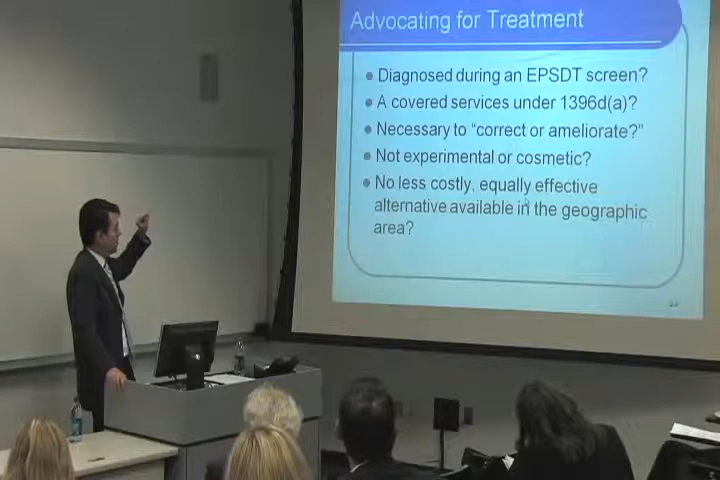 Advocating for Treatment
Diagnosed during an EPSDT screen?
A covered services under 1396d(a)?
Necessary to “correct or ameliorate?”
Not experimental or cosmetic?
No less costly, equally effective
alternative available in the geographic
area?